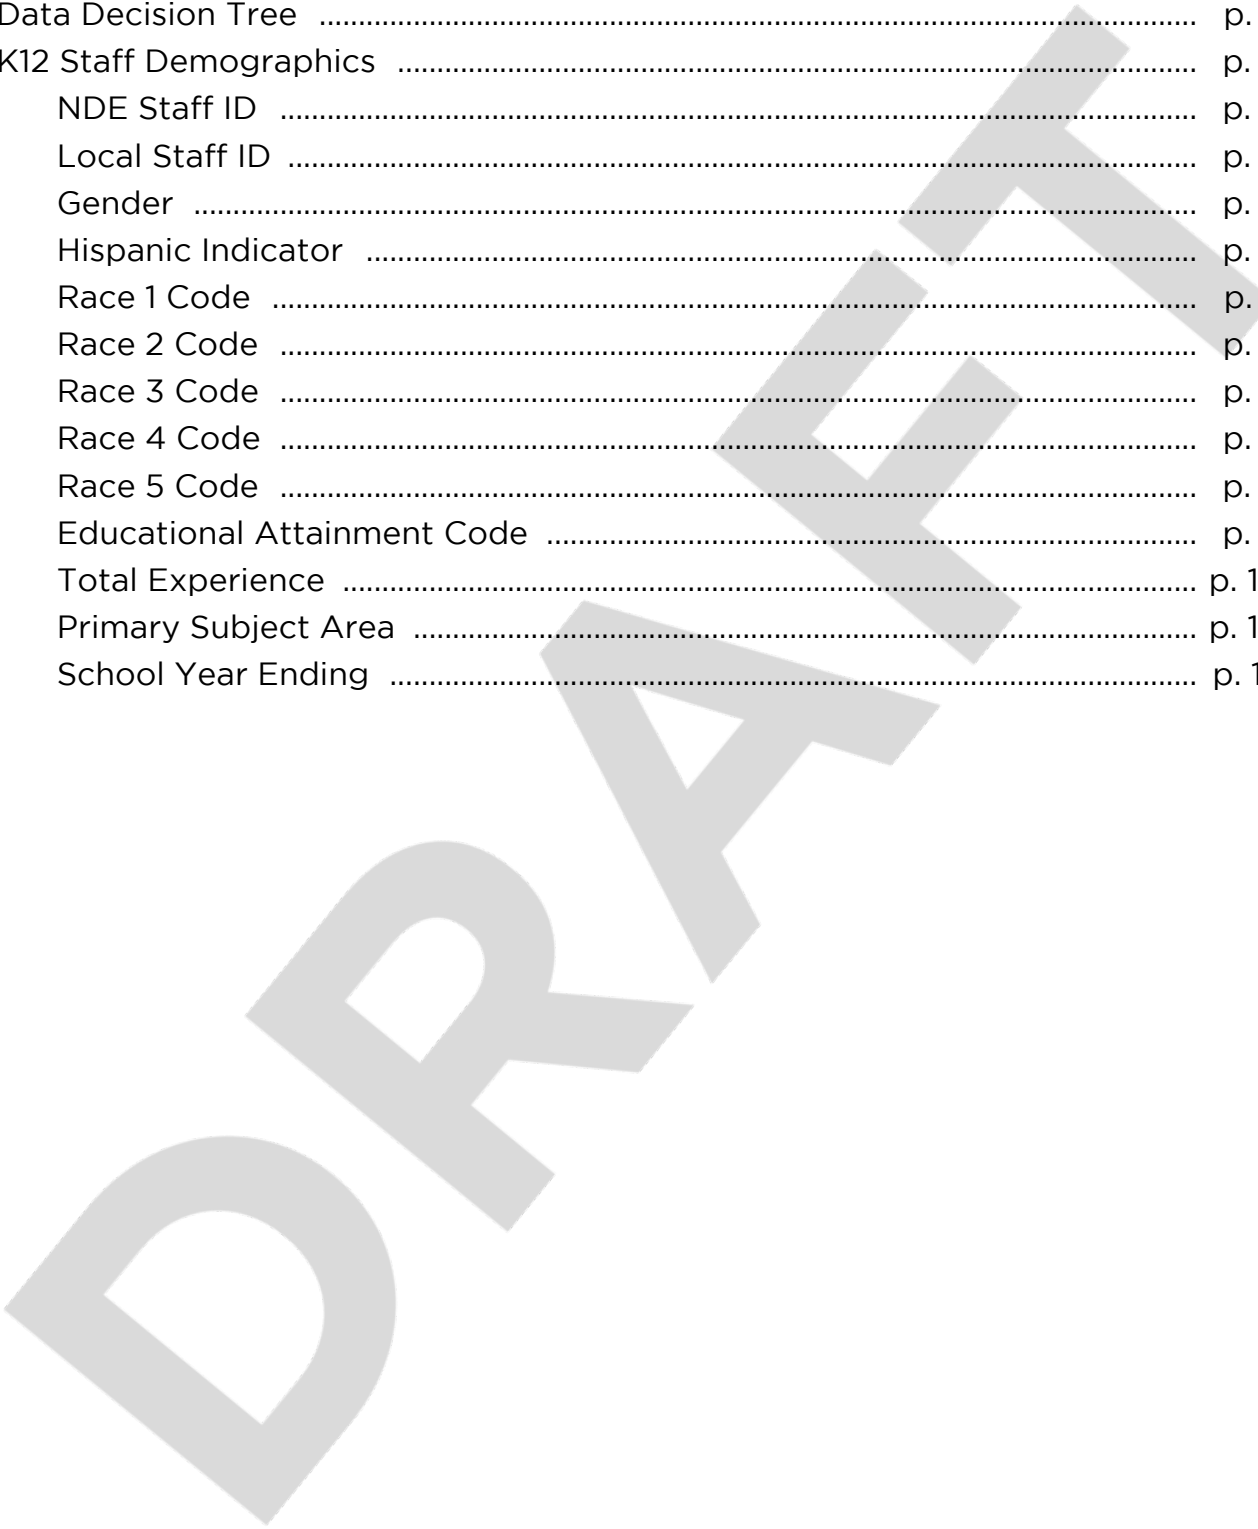 Data Decision Tree ........................................ p.
K12 Staff Demographics ........................................ p.
NDE Staff ID ........................................ p.
Local Staff ID ........................................ p.
Gender ........................................ p.
Hispanic Indicator ........................................ p.
Race 1 Code ........................................ p.
Race 2 Code ........................................ p.
Race 3 Code ........................................ p.
Race 4 Code ........................................ p.
Race 5 Code ........................................ p.
Educational Attainment Code ........................................ p.
Total Experience ........................................ p. 1
Primary Subject Area ........................................ p. 1
School Year Ending ........................................ p. 1
DRAFT